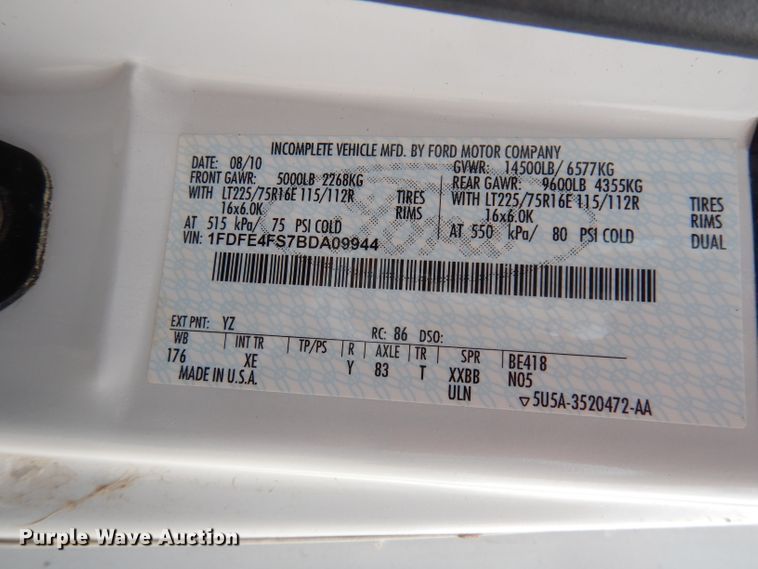 INCOMPLETE VEHICLE MFD. BY FORD MOTOR COMPANY
DATE: 08/10 GVWR: 14500LB/ 6577KG
FRONT GAWR: 5000LB 2268KG REAR GAWR: 9600LB 4355KG
WITH LT225/75R16E 115/112R TIRES WITH LT225/75R16E 115/112R TIRES
16x6.0K RIMS 16x6.0K RIMS
AT 515 kPa/ 75 PSI COLD AT 550 kPa/ 80 PSI COLD DUAL
VIN: 1FDFE4FS7BDA09944
EXT PNT: YZ RC: 86 DSO:
WB INT TR TP/PS R AXLE TR SPR BE418
176 XE Y 83 T XXBB N05
MADE IN U.S.A. ULN ▽5U5A-3520472-AA
Purple Wave Auction